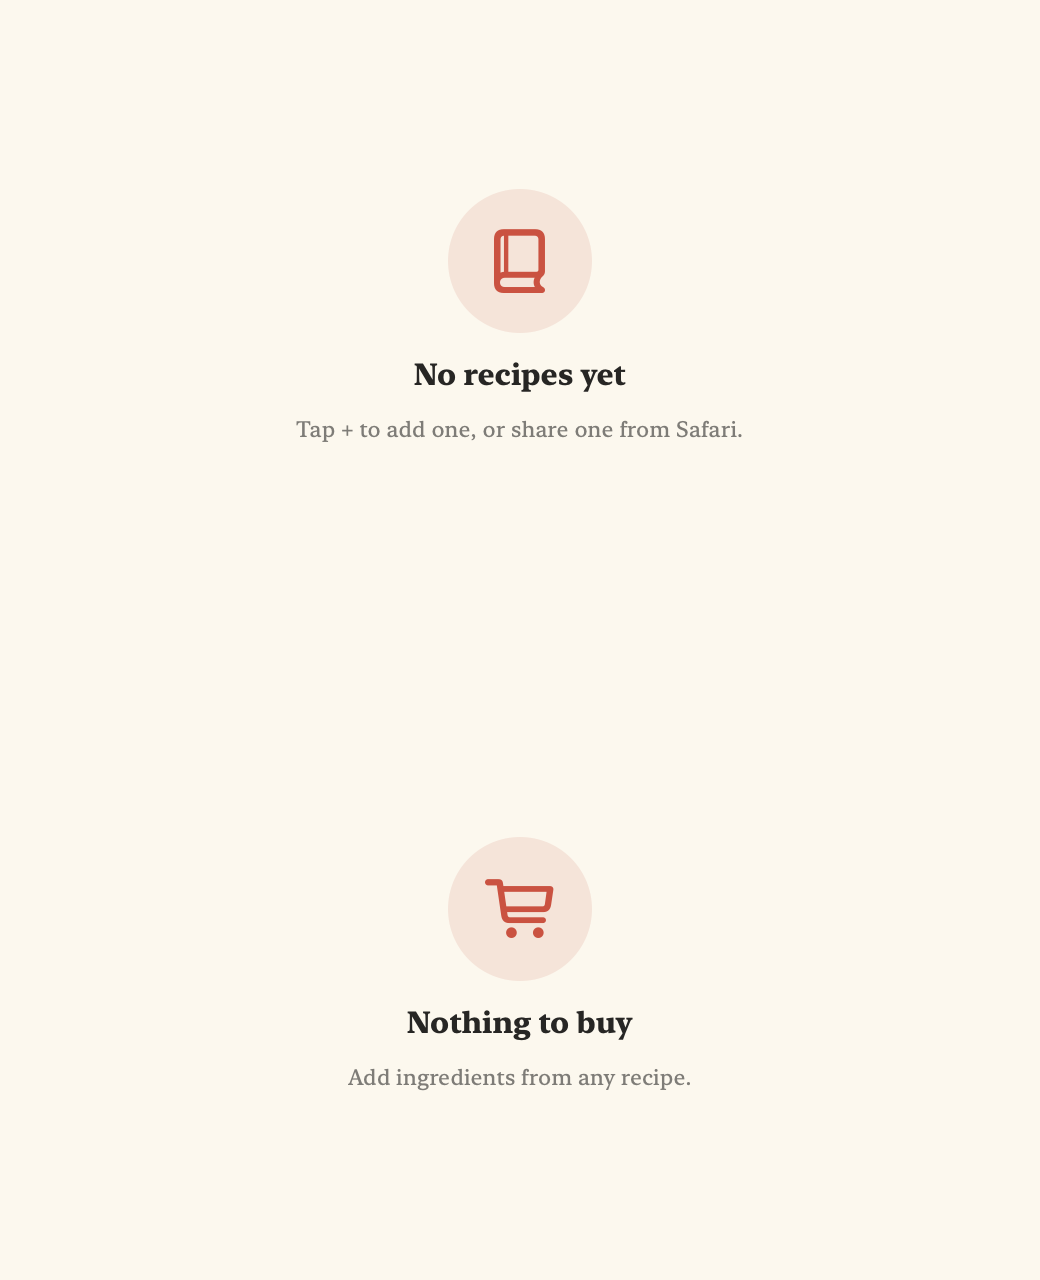 No recipes yet
Tap + to add one, or share one from Safari.
Nothing to buy
Add ingredients from any recipe.